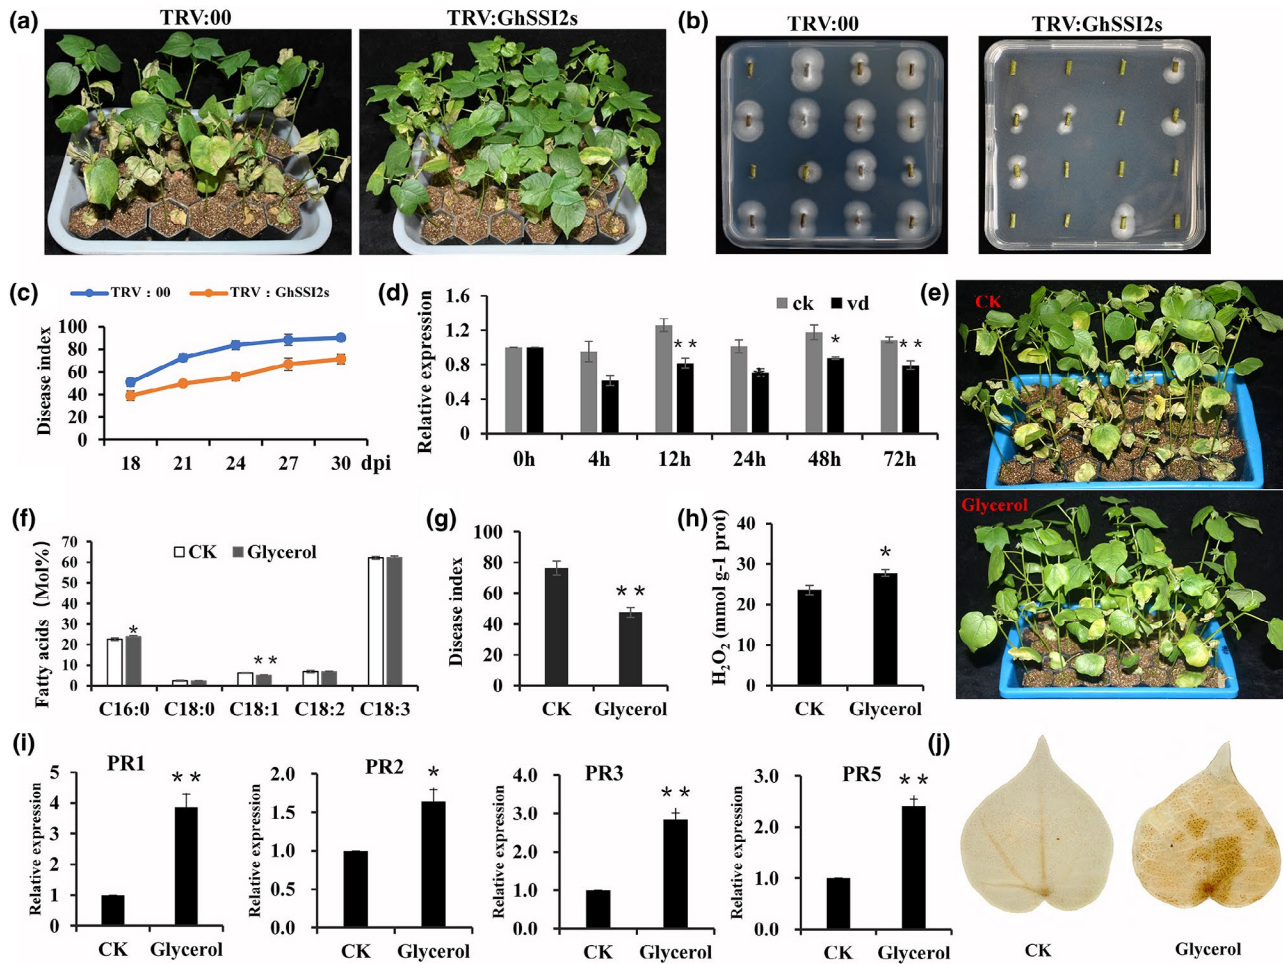 (a) TRV:00 TRV:GhSSI2s
(b) TRV:00 TRV:GhSSI2s
(c) TRV : 00 TRV : GhSSI2s
Disease index
100
80
60
40
20
0
18 21 24 27 30 dpi
(d) ck vd
Relative expression
1.6
1.2
0.8
0.4
0
* * * * *
0h 4h 12h 24h 48h 72h
(e) CK
Glycerol
(f) CK Glycerol
Fatty acids (Mol%)
70
60
50
40
30
20
10
0
* * *
C16:0 C18:0 C18:1 C18:2 C18:3
(g)
Disease index
100
80
60
40
20
0
* *
CK Glycerol
(h)
H2O2 (mmol g-1 prot)
40
30
20
10
0
*
CK Glycerol
(i) PR1
Relative expression
5
4
3
2
1
0
* *
CK Glycerol
PR2
Relative expression
2.0
1.5
1.0
0.5
0.0
*
CK Glycerol
PR3
Relative expression
4.0
3.0
2.0
1.0
0.0
* *
CK Glycerol
PR5
Relative expression
3.0
2.0
1.0
0.0
* *
CK Glycerol
(j)
CK Glycerol